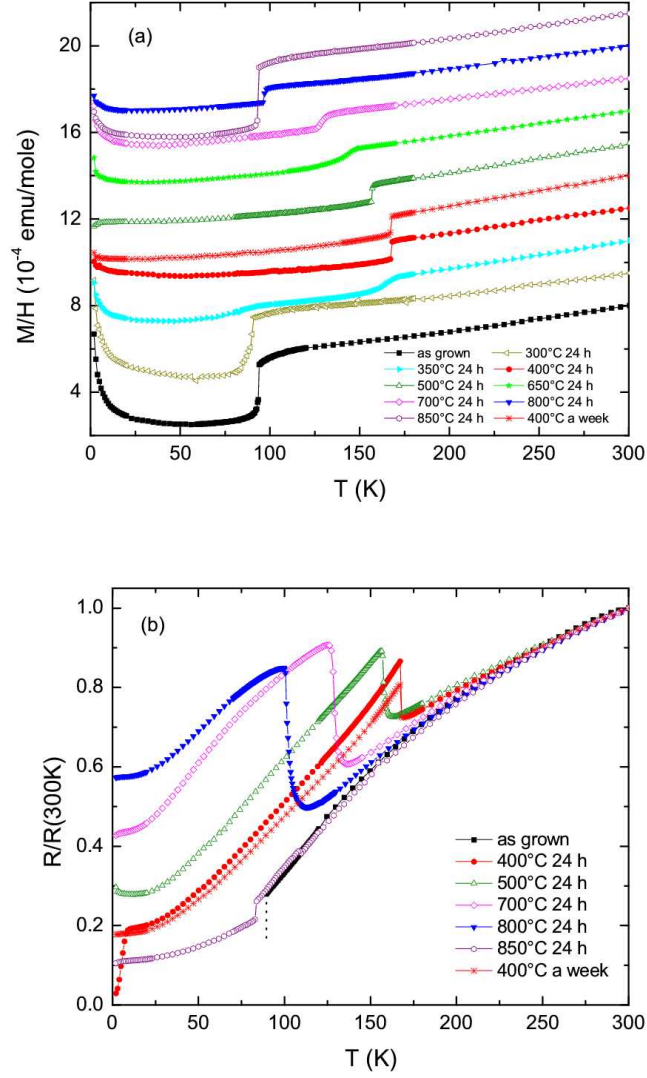 (a)
20
16
12
8
4
M/H (10⁻⁴ emu/mole)
as grown
300°C 24 h
350°C 24 h
400°C 24 h
500°C 24 h
650°C 24 h
700°C 24 h
800°C 24 h
850°C 24 h
400°C a week
0 50 100 150 200 250 300
T (K)
(b)
1.0
0.8
0.6
0.4
0.2
0.0
R/R(300K)
as grown
400°C 24 h
500°C 24 h
700°C 24 h
800°C 24 h
850°C 24 h
400°C a week
0 50 100 150 200 250 300
T (K)